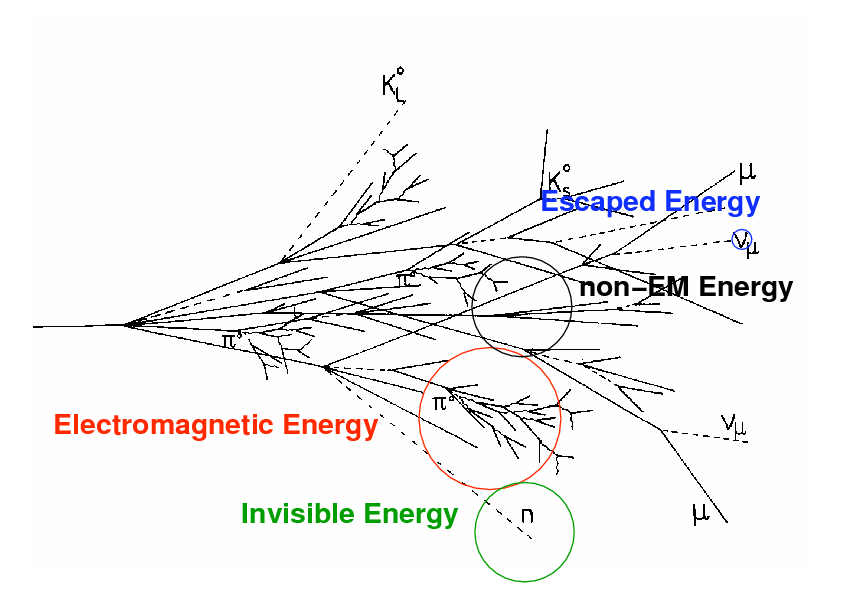 K°L
K°S
μ
Escaped Energy
νμ
π°
non−EM Energy
π°
π°
Electromagnetic Energy
νμ
Invisible Energy
n
μ